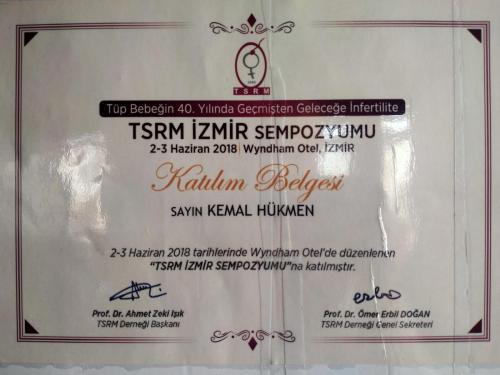 TSRM
Tüp Bebeğin 40. Yılında Geçmişten Geleceğe İnfertilite
TSRM İZMİR SEMPOZYUMU
2-3 Haziran 2018 | Wyndham Otel, İZMİR
Katılım Belgesi
SAYIN KEMAL HÜKMEN
2-3 Haziran 2018 tarihlerinde Wyndham Otel'de düzenlenen
“TSRM İZMİR SEMPOZYUMU”na katılmıştır.
Prof. Dr. Ahmet Zeki Işık Prof. Dr. Ömer Erbil DOĞAN
TSRM Derneği Başkanı TSRM Derneği Genel Sekreteri